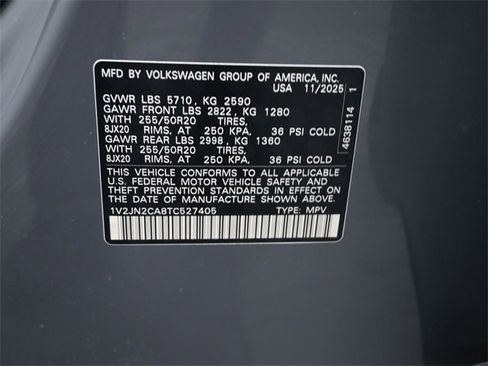 MFD BY VOLKSWAGEN GROUP OF AMERICA, INC.
USA 11/2025
GVWR LBS 5710, KG 2590
GAWR FRONT LBS 2822, KG 1280
WITH 255/50R20 TIRES,
8JX20 RIMS, AT 250 KPA, 36 PSI COLD
GAWR REAR LBS 2998, KG 1360
WITH 255/50R20 TIRES,
8JX20 RIMS, AT 250 KPA, 36 PSI COLD
THIS VEHICLE CONFORMS TO ALL APPLICABLE
U.S. FEDERAL MOTOR VEHICLE SAFETY AND
THEFT PREVENTION STANDARDS IN EFFECT ON
THE DATE OF MANUFACTURE SHOWN ABOVE.
1V2JN2CA8TC527405 TYPE: MPV
4638114 1